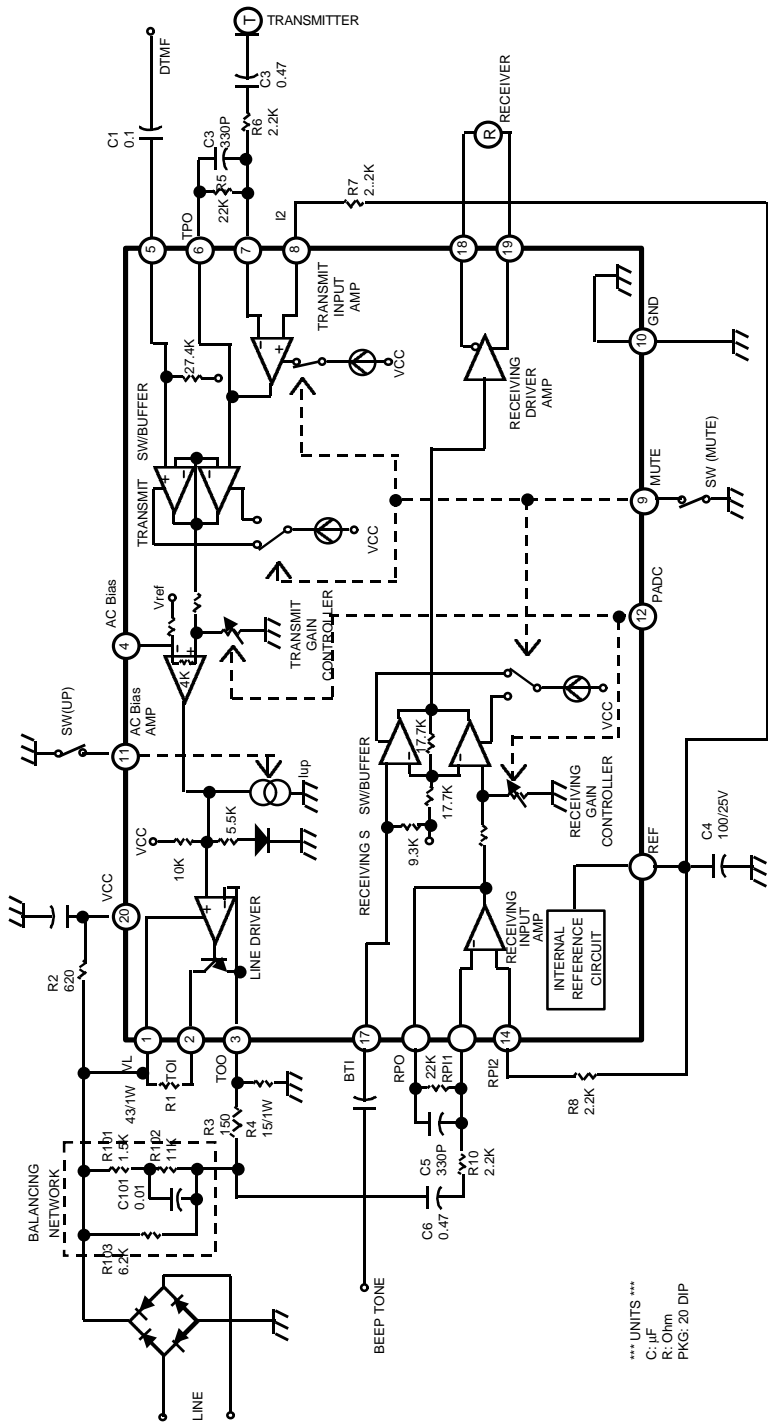 LINE
BALANCING
NETWORK
R103
6.2K
R101
1.5K
C101
0.01
R102
11K
R2
620
VCC
20
SW(UP)
11
AC Bias
AMP
4
AC Bias
43/1W
VL
1
R1
TOI
2
TOO
3
R3
150
R4
15/1W
LINE DRIVER
VCC
10K
5.5K
Iup
4K
Vref
TRANSMIT
GAIN
CONTROLLER
TRANSMIT
SW/BUFFER
VCC
27.4K
TRANSMIT
INPUT
AMP
VCC
C1
0.1
DTMF
5
TPO
6
7
I2
8
22K
R5
C3
330P
R6
2.2K
C3
0.47
T
TRANSMITTER
R7
2..2K
BEEP TONE
BTI
17
RPO
22K
RPI1
RPI2
14
C5
330P
R10
2.2K
C6
0.47
R8
2.2K
RECEIVING S
SW/BUFFER
9.3K
17.7K
17.7K
VCC
RECEIVING
INPUT
AMP
RECEIVING
GAIN
CONTROLLER
INTERNAL
REFERENCE
CIRCUIT
REF
C4
100/25V
12
PADC
9
MUTE
SW (MUTE)
10
GND
RECEIVING
DRIVER
AMP
18
19
R
RECEIVER
*** UNITS ***
C: µF
R: Ohm
PKG: 20 DIP